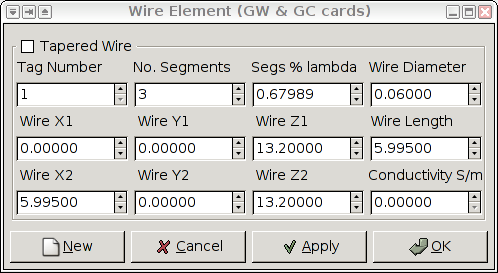 Wire Element (GW & GC cards)
Tapered Wire
Tag Number No. Segments Segs % lambda Wire Diameter
1 3 0.67989 0.06000
Wire X1 Wire Y1 Wire Z1 Wire Length
0.00000 0.00000 13.20000 5.99500
Wire X2 Wire Y2 Wire Z2 Conductivity S/m
5.99500 0.00000 13.20000 0.00000
New Cancel Apply OK